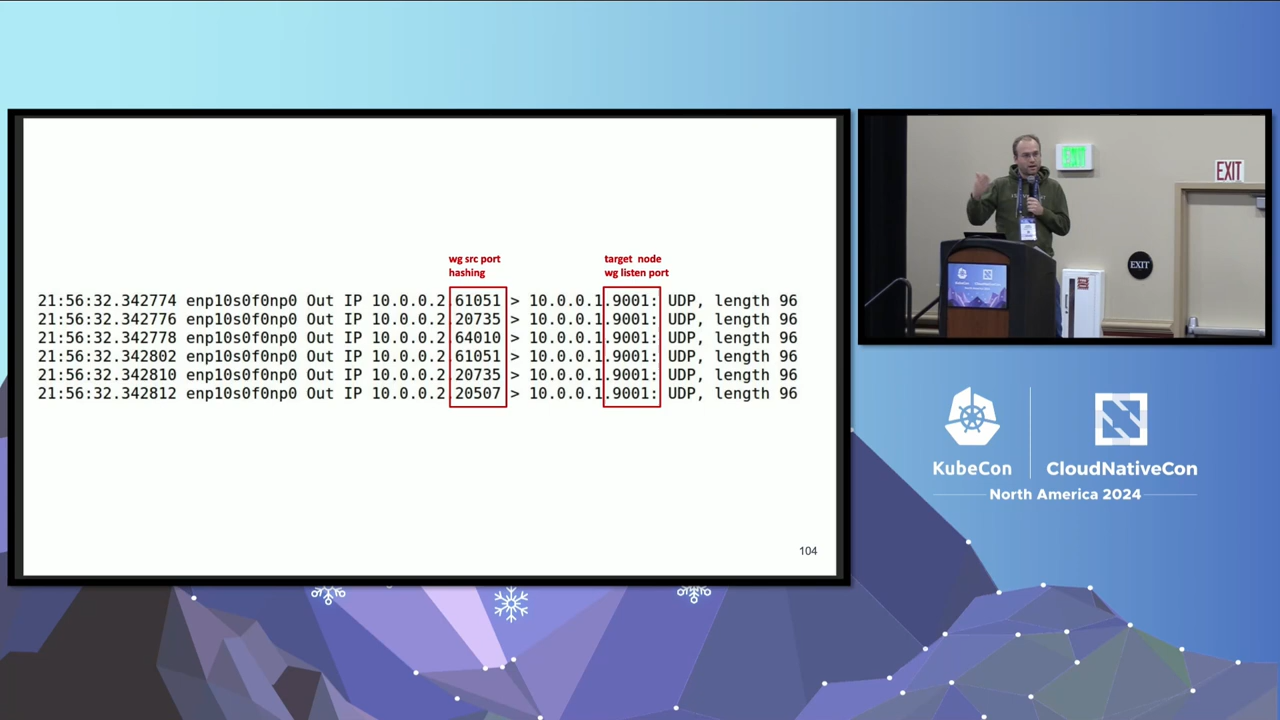 wg src port
hashing
target node
wg listen port
21:56:32.342774 enp10s0f0np0 Out IP 10.0.0.2.61051 > 10.0.0.1.9001: UDP, length 96
21:56:32.342776 enp10s0f0np0 Out IP 10.0.0.2.20735 > 10.0.0.1.9001: UDP, length 96
21:56:32.342778 enp10s0f0np0 Out IP 10.0.0.2.64010 > 10.0.0.1.9001: UDP, length 96
21:56:32.342802 enp10s0f0np0 Out IP 10.0.0.2.61051 > 10.0.0.1.9001: UDP, length 96
21:56:32.342810 enp10s0f0np0 Out IP 10.0.0.2.20735 > 10.0.0.1.9001: UDP, length 96
21:56:32.342812 enp10s0f0np0 Out IP 10.0.0.2.20507 > 10.0.0.1.9001: UDP, length 96
104
EXIT
EXIT
EXIT
KubeCon
CloudNativeCon
North America 2024